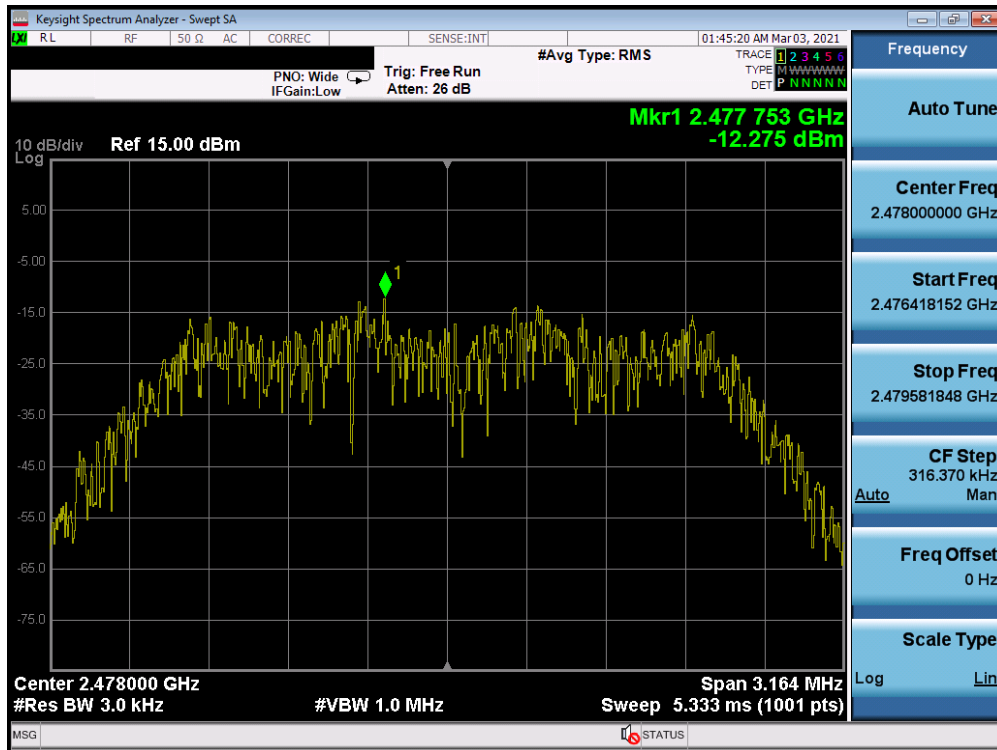 Keysight Spectrum Analyzer - Swept SA
LXI RL RF 50 Ω AC CORREC SENSE:INT 01:45:20 AM Mar 03, 2021
#Avg Type: RMS
TRACE 1 2 3 4 5 6
PNO: Wide Trig: Free Run
TYPE M W W W W W
IFGain:Low Atten: 26 dB
DET P N N N N N
Mkr1 2.477 753 GHz
-12.275 dBm
10 dB/div Ref 15.00 dBm
Log
5.00
-5.00
-15.0
-25.0
-35.0
-45.0
-55.0
-65.0
-75.0
1
Center 2.478000 GHz Span 3.164 MHz
#Res BW 3.0 kHz #VBW 1.0 MHz Sweep 5.333 ms (1001 pts)
MSG STATUS
Frequency
Auto Tune
Center Freq
2.478000000 GHz
Start Freq
2.476418152 GHz
Stop Freq
2.479581848 GHz
CF Step
316.370 kHz
Auto Man
Freq Offset
0 Hz
Scale Type
Log Lin